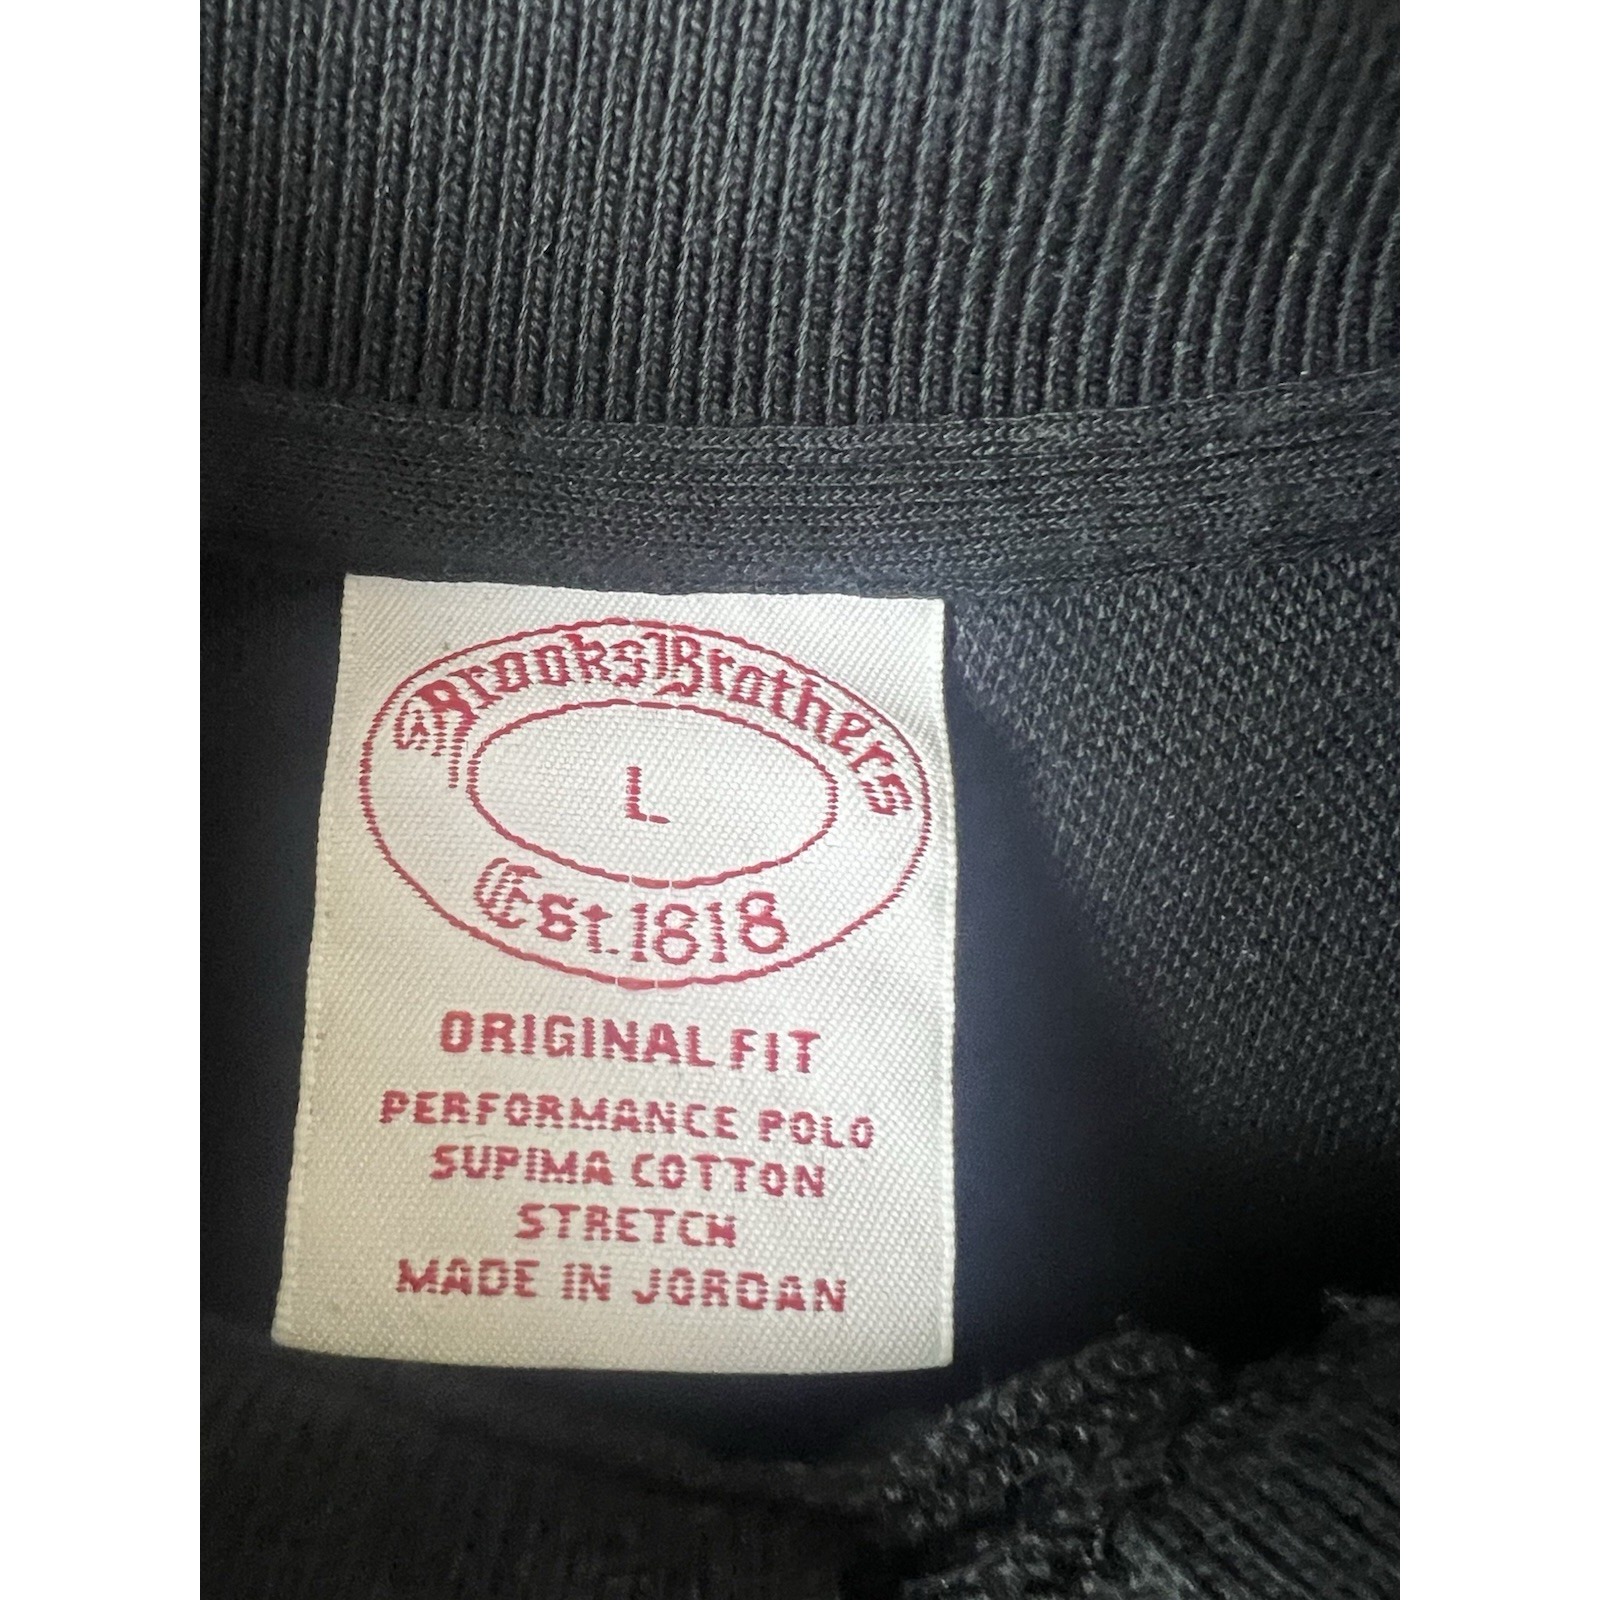 Brooks Brothers
L
Est. 1818
ORIGINAL FIT
PERFORMANCE POLO
SUPIMA COTTON
STRETCH
MADE IN JORDAN